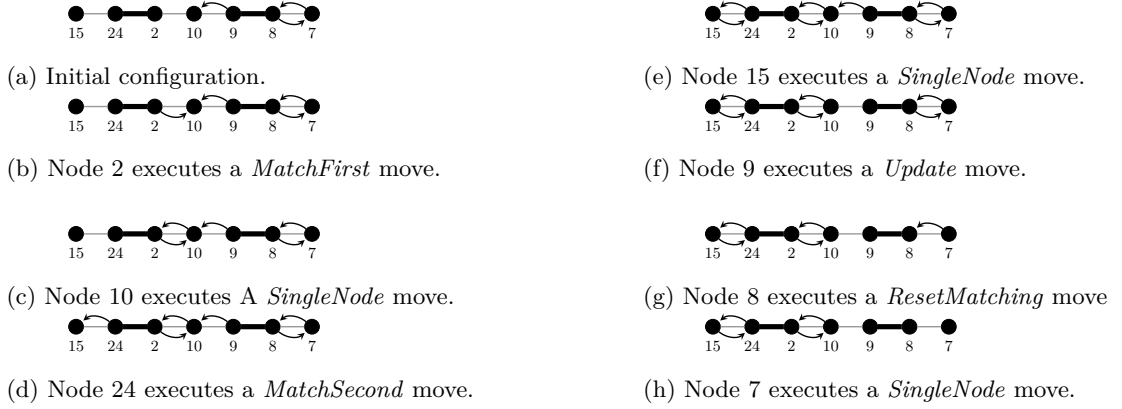 15 24 2 10 9 8 7
(a) Initial configuration.
15 24 2 10 9 8 7
(b) Node 2 executes a MatchFirst move.
15 24 2 10 9 8 7
(c) Node 10 executes A SingleNode move.
15 24 2 10 9 8 7
(d) Node 24 executes a MatchSecond move.
15 24 2 10 9 8 7
(e) Node 15 executes a SingleNode move.
15 24 2 10 9 8 7
(f) Node 9 executes a Update move.
15 24 2 10 9 8 7
(g) Node 8 executes a ResetMatching move
15 24 2 10 9 8 7
(h) Node 7 executes a SingleNode move.